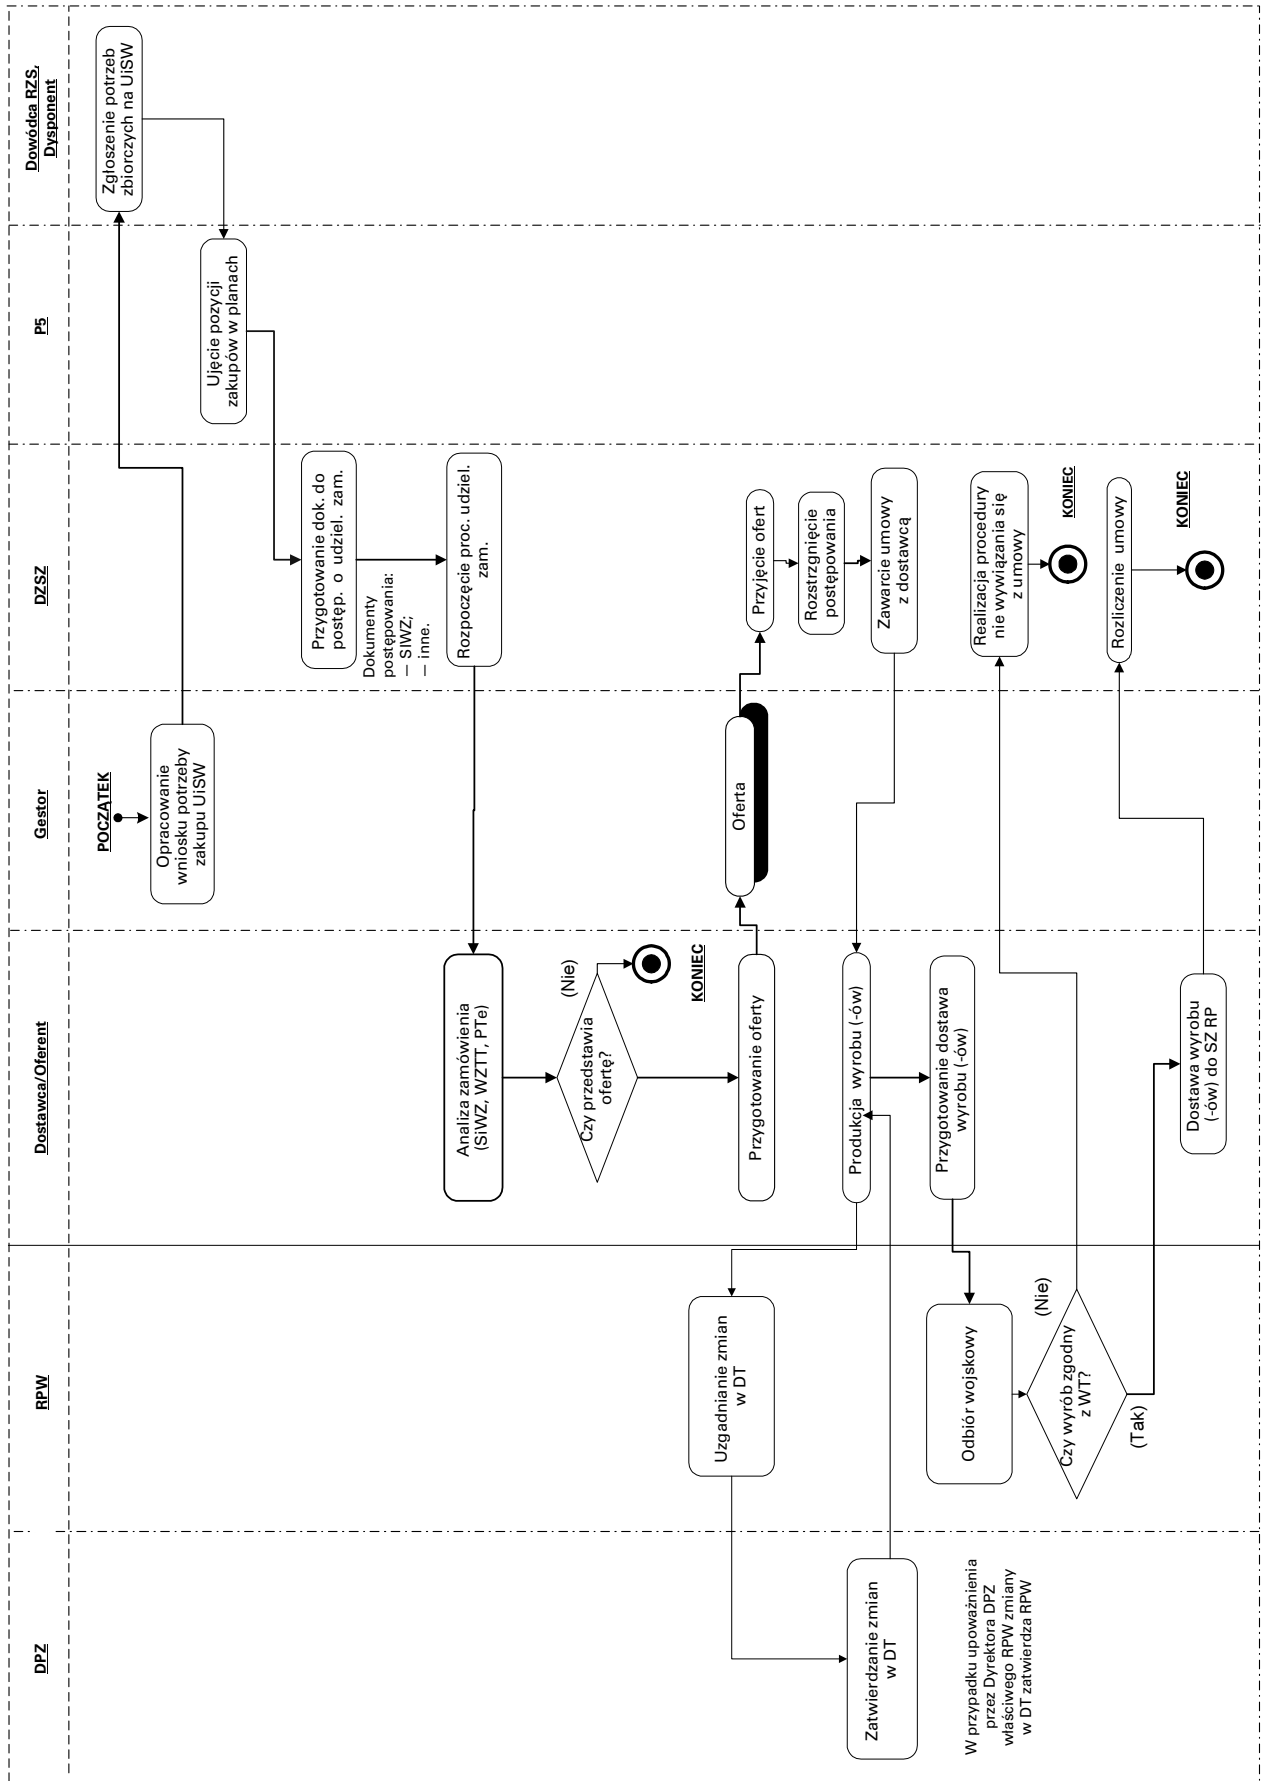 DPZ
RPW
Dostawca/Oferent
Gestor
DZSZ
P5
Dowódca RZS,
Dysponent
POCZĄTEK
Opracowanie
wniosku potrzeby
zakupu UiSW
Zgłoszenie potrzeb
zbiorczych na UiSW
Ujęcie pozycji
zakupów w planach
Przygotowanie dok. do
postęp. o udziel. zam.
Dokumenty
postępowania:
— SIWZ;
— inne.
Rozpoczęcie proc. udziel.
zam.
Analiza zamówienia
(SiWZ, WZTT, PTe)
Czy przedstawia
ofertę?
(Nie)
KONIEC
Przygotowanie oferty
Oferta
Przyjęcie ofert
Rozstrzgnięcie
postępowania
Zawarcie umowy
z dostawcą
Produkcja wyrobu (-ów)
Uzgadnianie zmian
w DT
Zatwierdzanie zmian
w DT
W przypadku upoważnienia
przez Dyrektora DPZ
właściwego RPW zmiany
w DT zatwierdza RPW
Przygotowanie dostawa
wyrobu (-ów)
Odbiór wojskowy
Czy wyrób zgodny
z WT?
(Nie)
(Tak)
Realizacja procedury
nie wywiązania się
z umowy
KONIEC
Dostawa wyrobu
(-ów) do SZ RP
Rozliczenie umowy
KONIEC